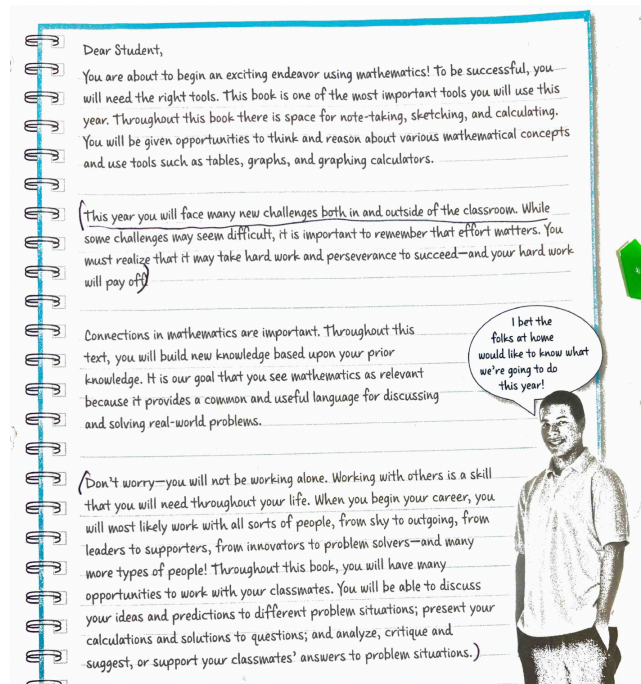 Dear Student,
You are about to begin an exciting endeavor using mathematics! To be successful, you
will need the right tools. This book is one of the most important tools you will use this
year. Throughout this book there is space for note-taking, sketching, and calculating.
You will be given opportunities to think and reason about various mathematical concepts
and use tools such as tables, graphs, and graphing calculators.
This year you will face many new challenges both in and outside of the classroom. While
some challenges may seem difficult, it is important to remember that effort matters. You
must realize that it may take hard work and perseverance to succeed—and your hard work
will pay off.
Connections in mathematics are important. Throughout this
text, you will build new knowledge based upon your prior
knowledge. It is our goal that you see mathematics as relevant
because it provides a common and useful language for discussing
and solving real-world problems.
I bet the
folks at home
would like to know what
we're going to do
this year!
Don't worry—you will not be working alone. Working with others is a skill
that you will need throughout your life. When you begin your career, you
will most likely work with all sorts of people, from shy to outgoing, from
leaders to supporters, from innovators to problem solvers—and many
more types of people! Throughout this book, you will have many
opportunities to work with your classmates. You will be able to discuss
your ideas and predictions to different problem situations; present your
calculations and solutions to questions; and analyze, critique and
suggest, or support your classmates' answers to problem situations.